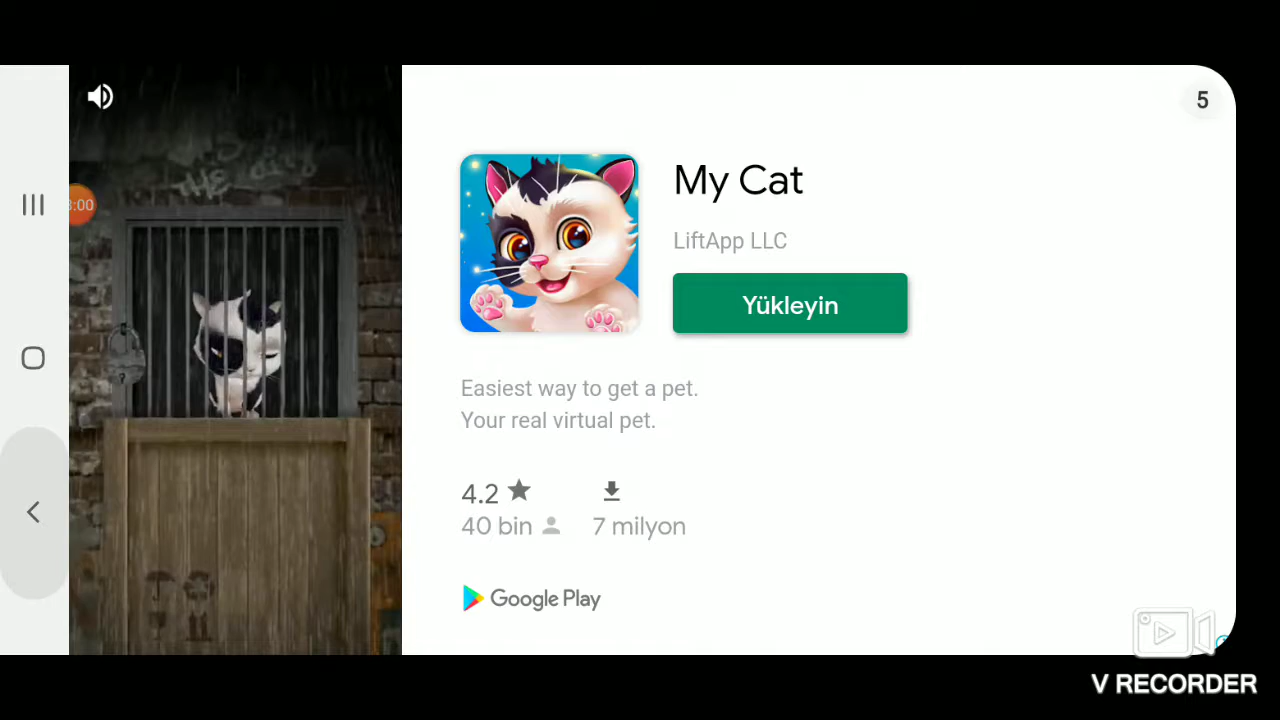 5
My Cat
:00
LiftApp LLC
Yükleyin
Easiest way to get a pet.
Your real virtual pet.
4.2
40 bin
7 milyon
Google Play
V RECORDER